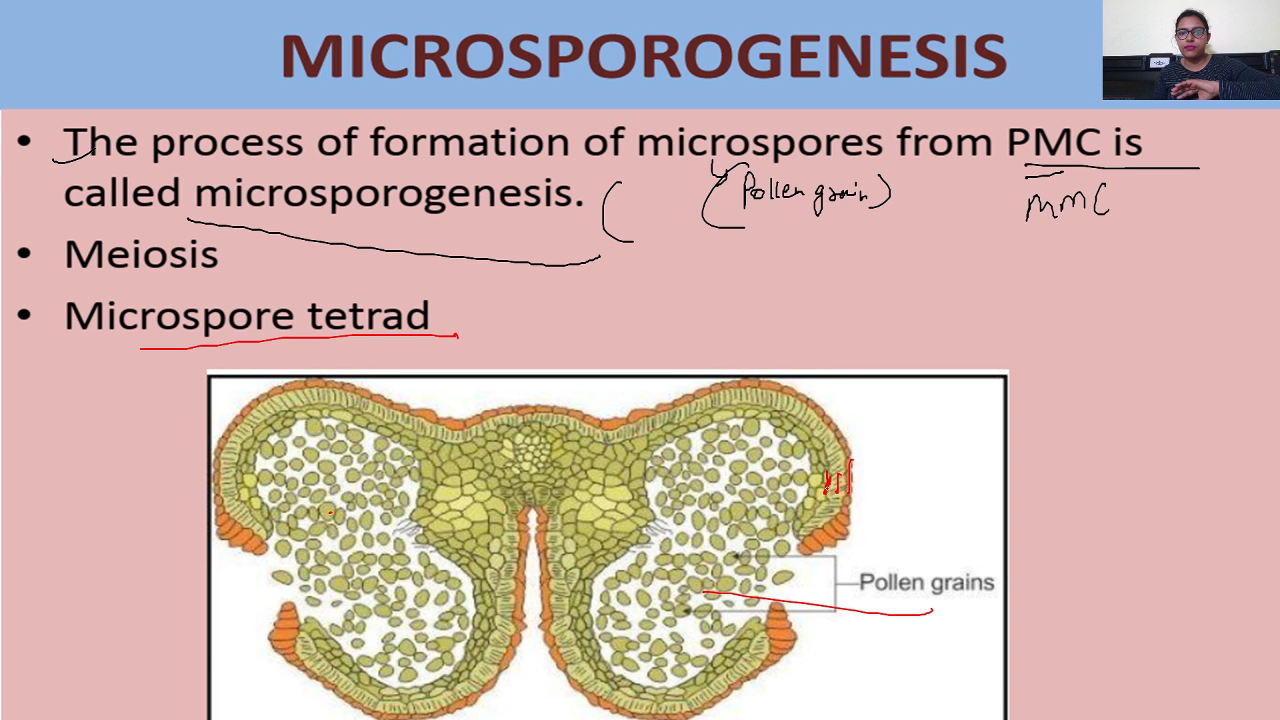 MICROSPOROGENESIS
• The process of formation of microspores from PMC is
called microsporogenesis.
(Pollen grain)
MMC
• Meiosis
• Microspore tetrad
Pollen grains